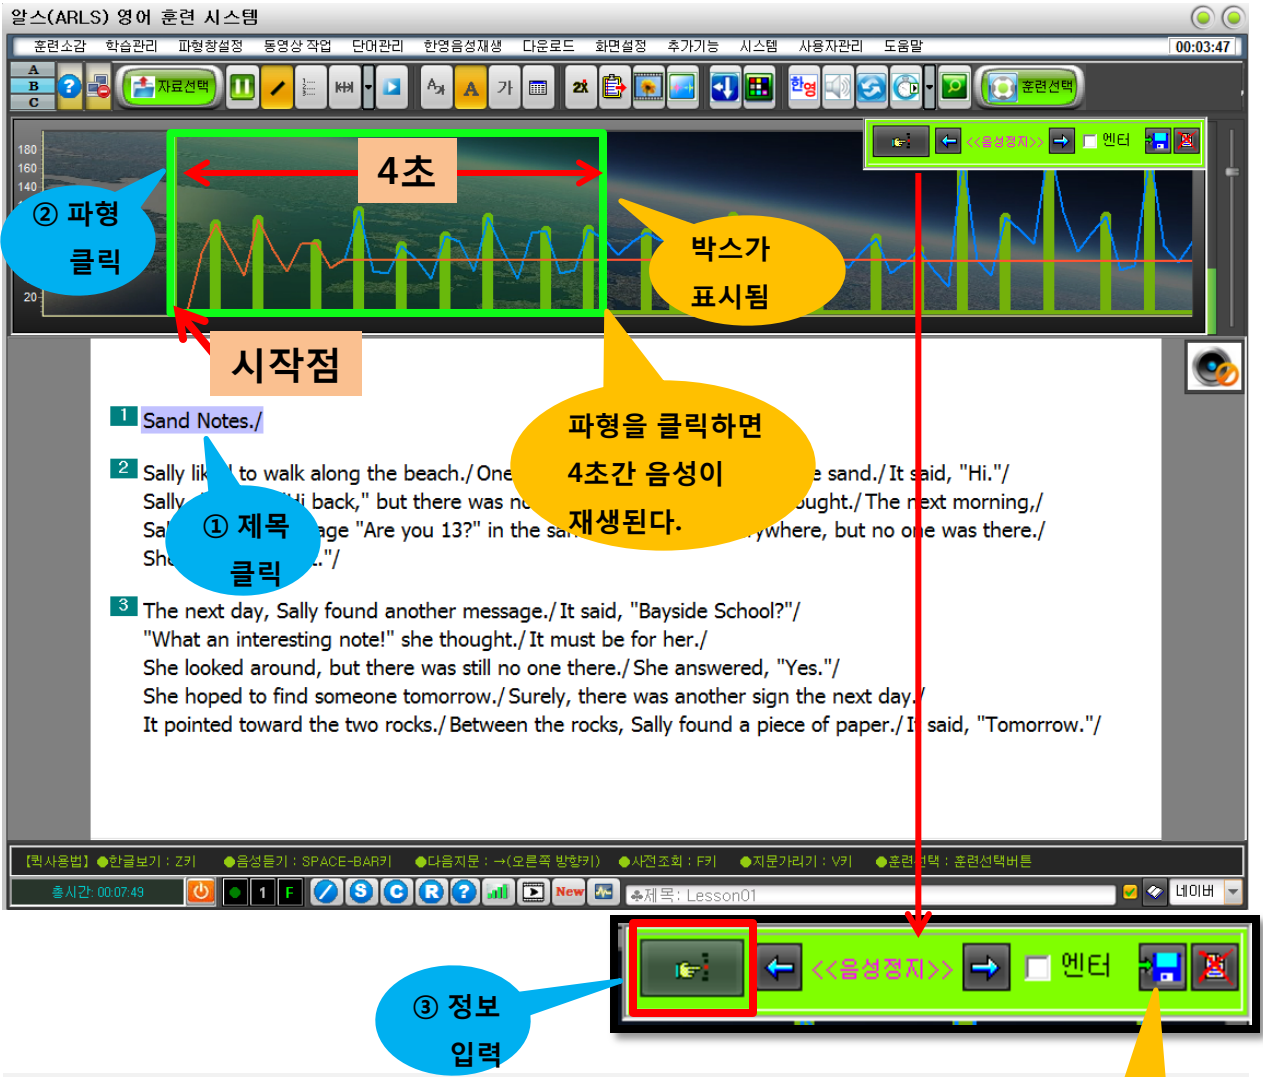 알스(ARLS) 영어 훈련 시스템
훈련소감 학습관리 파형창설정 동영상 작업 단어관리 한영음성재생 다운로드 화면설정 추가기능 시스템 사용자관리 도움말 00:03:47
A
B
C
자료선택
가
2X
한영
훈련선택
<<음성정지>> 엔터
180
160
140
20
4초
② 파형
클릭
박스가
표시됨
시작점
파형을 클릭하면
4초간 음성이
재생된다.
1 Sand Notes./
2 Sally liked to walk along the beach./ One sand./ It said, "Hi."/
Sally "Hi back," but there was no ought./ The next morning,/
"Are you 13?" in the where, but no one was there./
① 제목
클릭
3 The next day, Sally found another message./ It said, "Bayside School?"/
"What an interesting note!" she thought./ It must be for her./
She looked around, but there was still no one there./ She answered, "Yes."/
She hoped to find someone tomorrow./ Surely, there was another sign the next day./
It pointed toward the two rocks./ Between the rocks, Sally found a piece of paper./ It said, "Tomorrow."/
[퀵사용법] ●한글보기 : Z키 ●음성듣기 : SPACE-BAR키 ●다음지문 : →(오른쪽 방향키) ●사전조회 : F키 ●지문가리기 : V키 ●훈련선택 : 훈련선택버튼
총시간: 00:07:49 1 F S C R ? New ♣제목: Lesson01 네이버
<<음성정지>> 엔터
③ 정보
입력